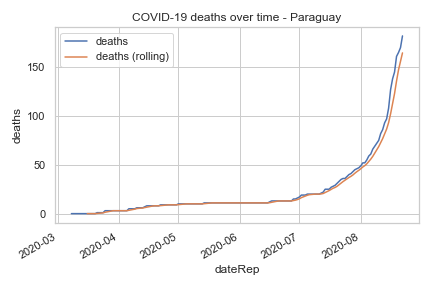 COVID-19 deaths over time - Paraguay
deaths
deaths (rolling)
150
100
50
0
deaths
2020-03
2020-04
2020-05
2020-06
2020-07
2020-08
dateRep